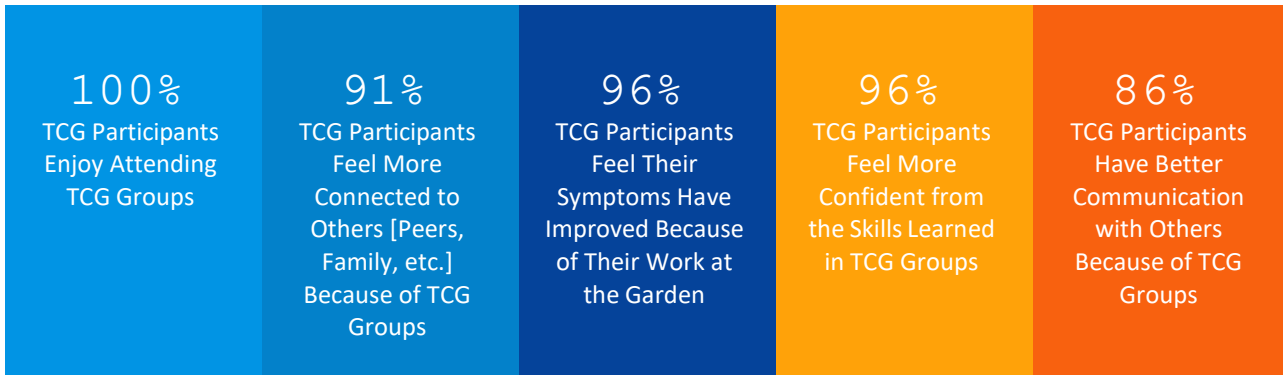 100%
TCG Participants
Enjoy Attending
TCG Groups
91%
TCG Participants
Feel More
Connected to
Others [Peers,
Family, etc.]
Because of TCG
Groups
96%
TCG Participants
Feel Their
Symptoms Have
Improved Because
of Their Work at
the Garden
96%
TCG Participants
Feel More
Confident from
the Skills Learned
in TCG Groups
86%
TCG Participants
Have Better
Communication
with Others
Because of TCG
Groups